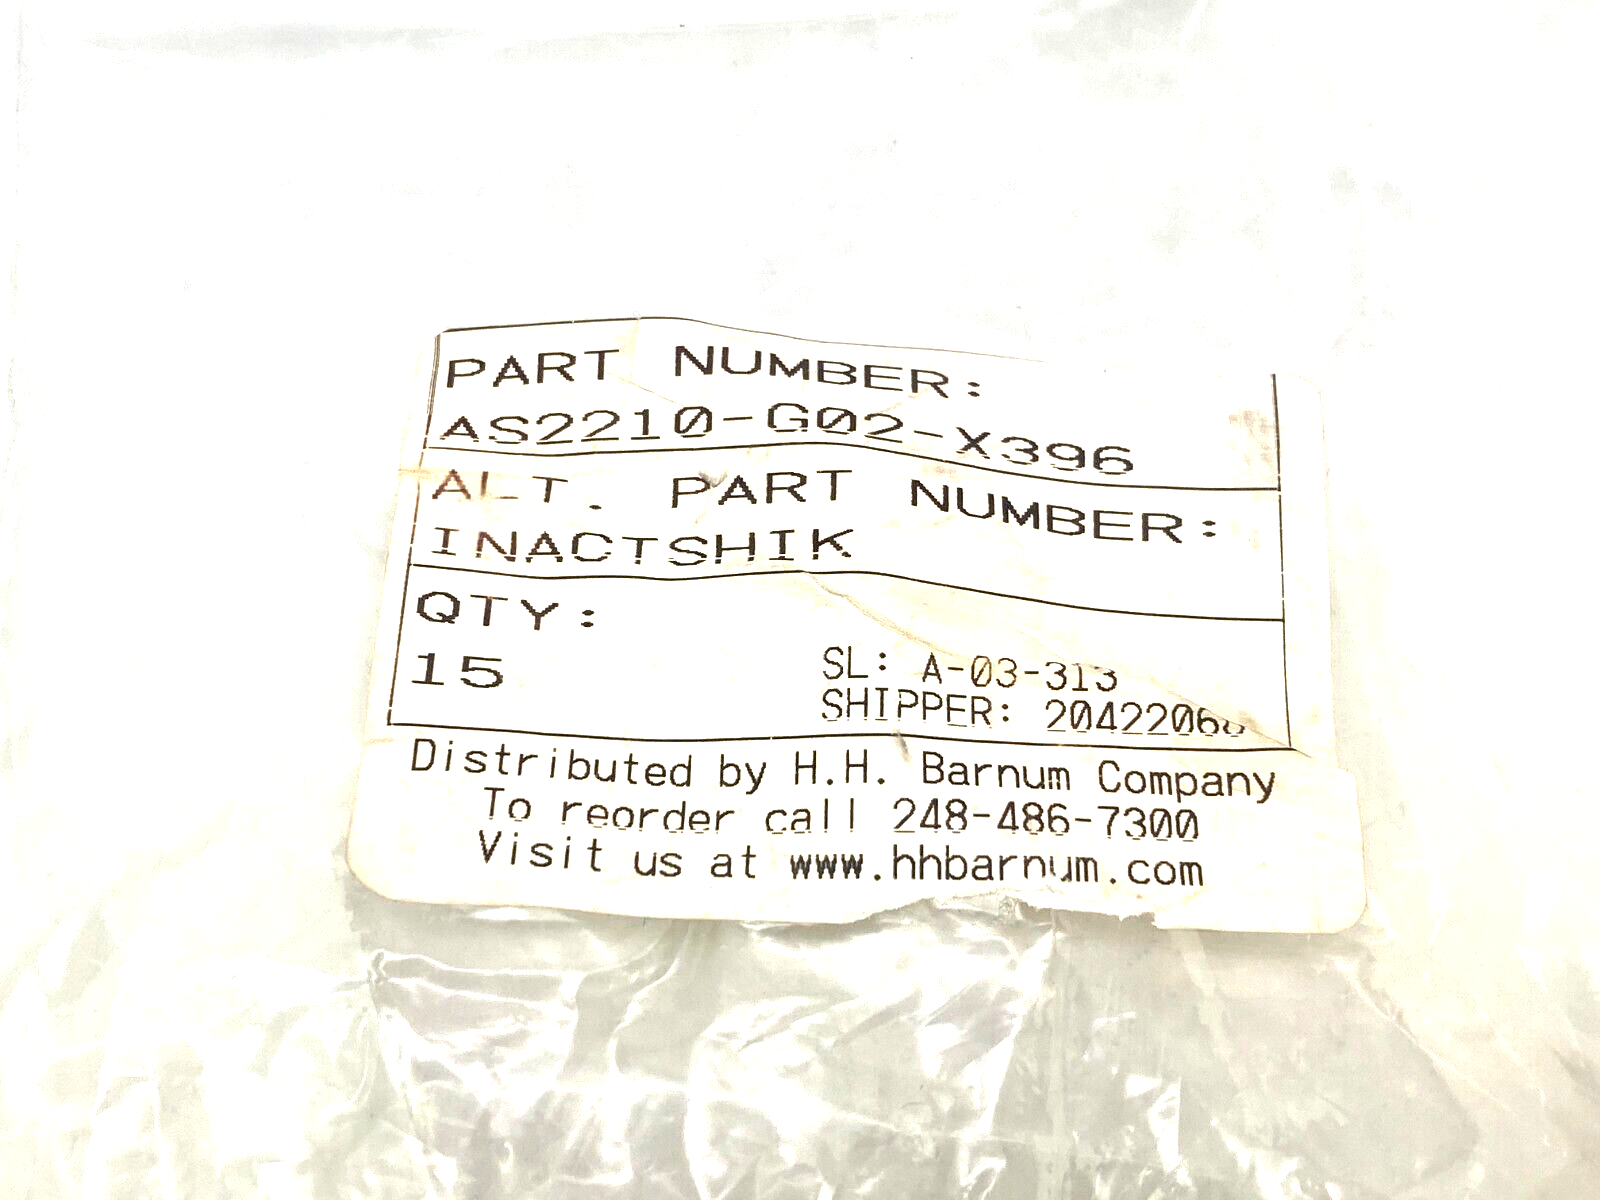 PART NUMBER:
AS2210-G02-X396
ALT. PART NUMBER:
INACTSHIK
QTY:
15
SL: A-03-313
SHIPPER:
Distributed by H.H. Barnum Company
To reorder call 248-486-7300
Visit us at www.hhbarnum.com